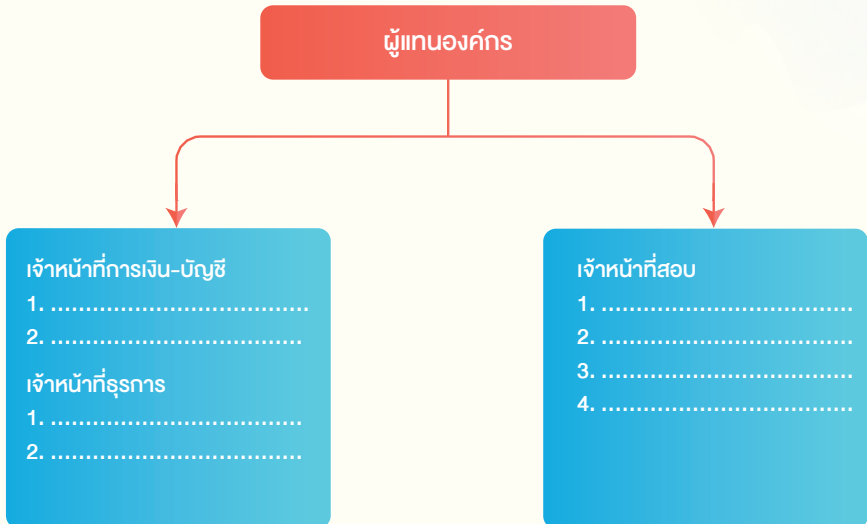 ผู้แทนองค์กร
เจ้าหน้าที่การเงิน-บัญชี
1. .....................................
2. ....................................
เจ้าหน้าที่ธุรการ
1. ....................................
2. ....................................
เจ้าหน้าที่สอบ
1. ....................................
2. ....................................
3. ....................................
4. ....................................